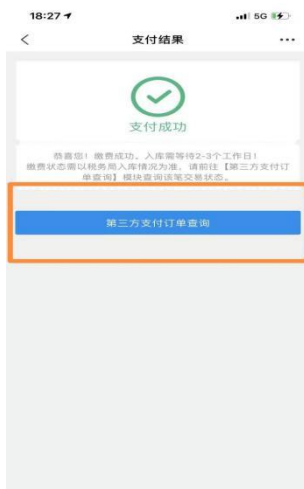 18:27
5G
支付结果
支付成功
恭喜您！缴费成功，入库需等待2-3个工作日！
缴费状态需以税务局入库情况为准，请前往【第三方支付订
单查询】模块查询该笔交易状态。
第三方支付订单查询